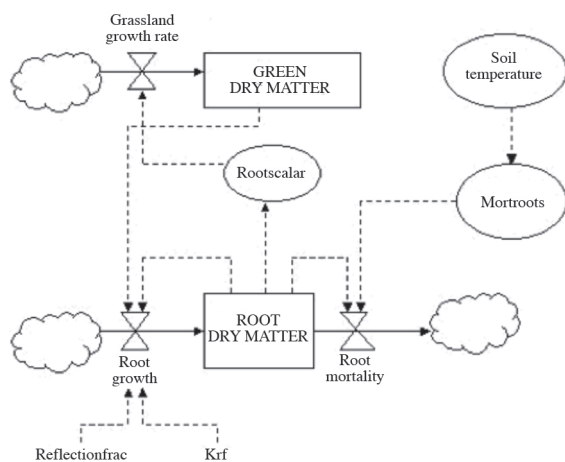 Grassland
growth rate
GREEN
DRY MATTER
Soil
temperature
Rootscalar
Mortroots
ROOT
DRY MATTER
Root
growth
Root
mortality
Reflectionfrac
Krf